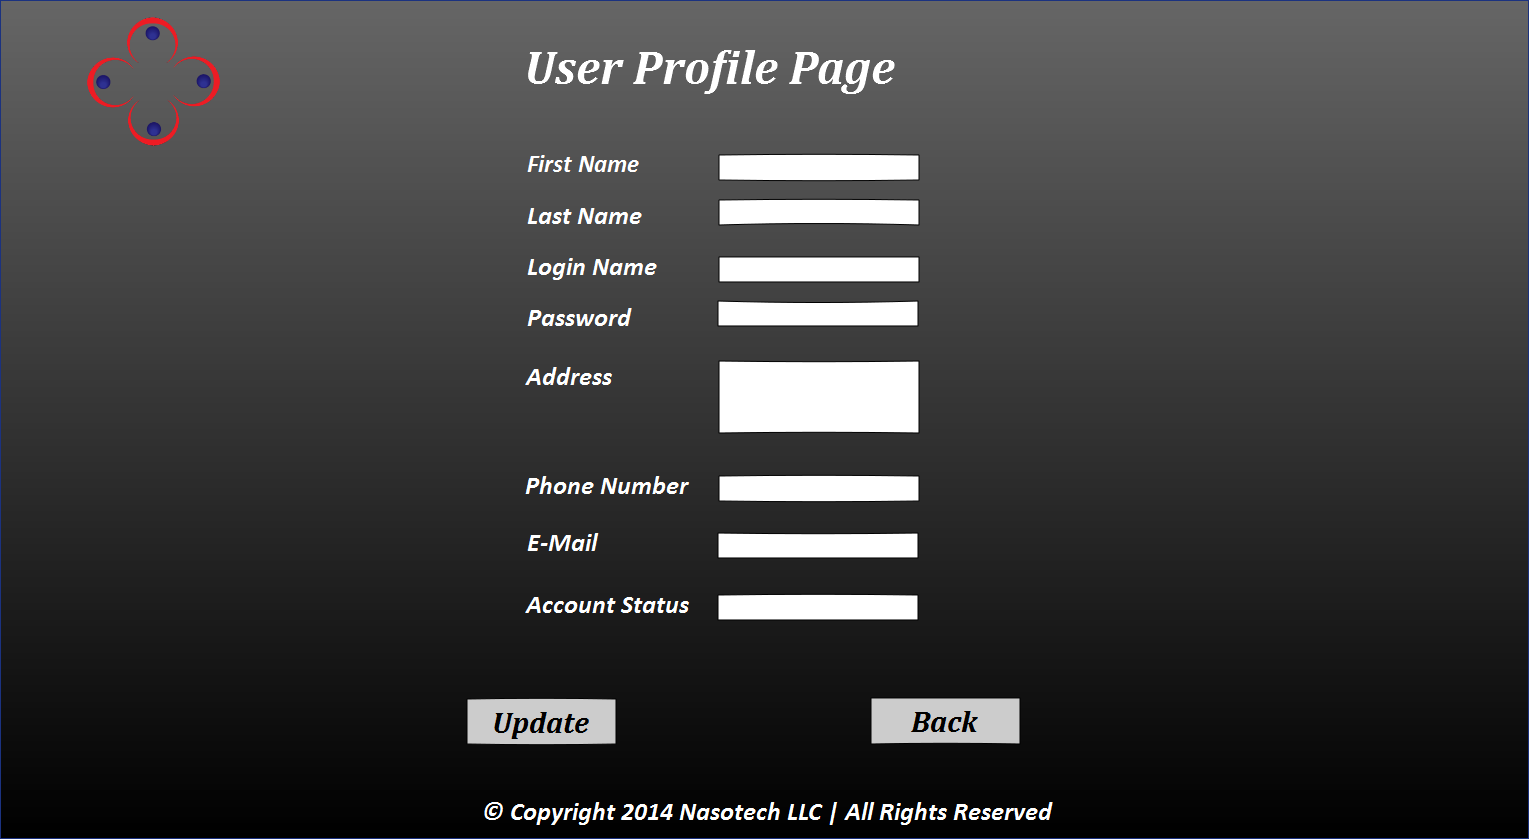 User Profile Page
First Name
Last Name
Login Name
Password
Address
Phone Number
E-Mail
Account Status
Update
Back
© Copyright 2014 Nasotech LLC | All Rights Reserved